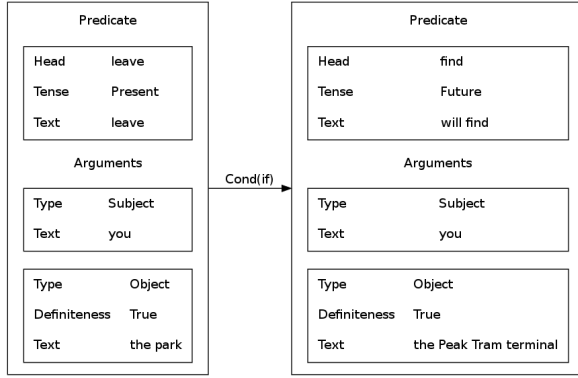 Predicate
Head leave
Tense Present
Text leave
Arguments
Type Subject
Text you
Type Object
Definiteness True
Text the park
Cond(if)
Predicate
Head find
Tense Future
Text will find
Arguments
Type Subject
Text you
Type Object
Definiteness True
Text the Peak Tram terminal